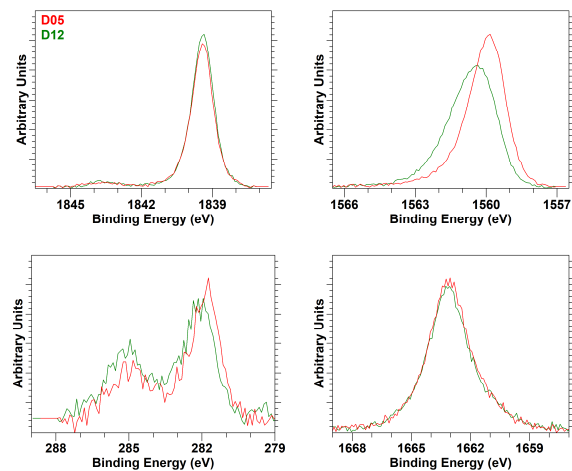 D05
D12
Arbitrary Units
1845 1842 1839
Binding Energy (eV)
Arbitrary Units
1566 1563 1560 1557
Binding Energy (eV)
Arbitrary Units
288 285 282 279
Binding Energy (eV)
Arbitrary Units
1668 1665 1662 1659
Binding Energy (eV)